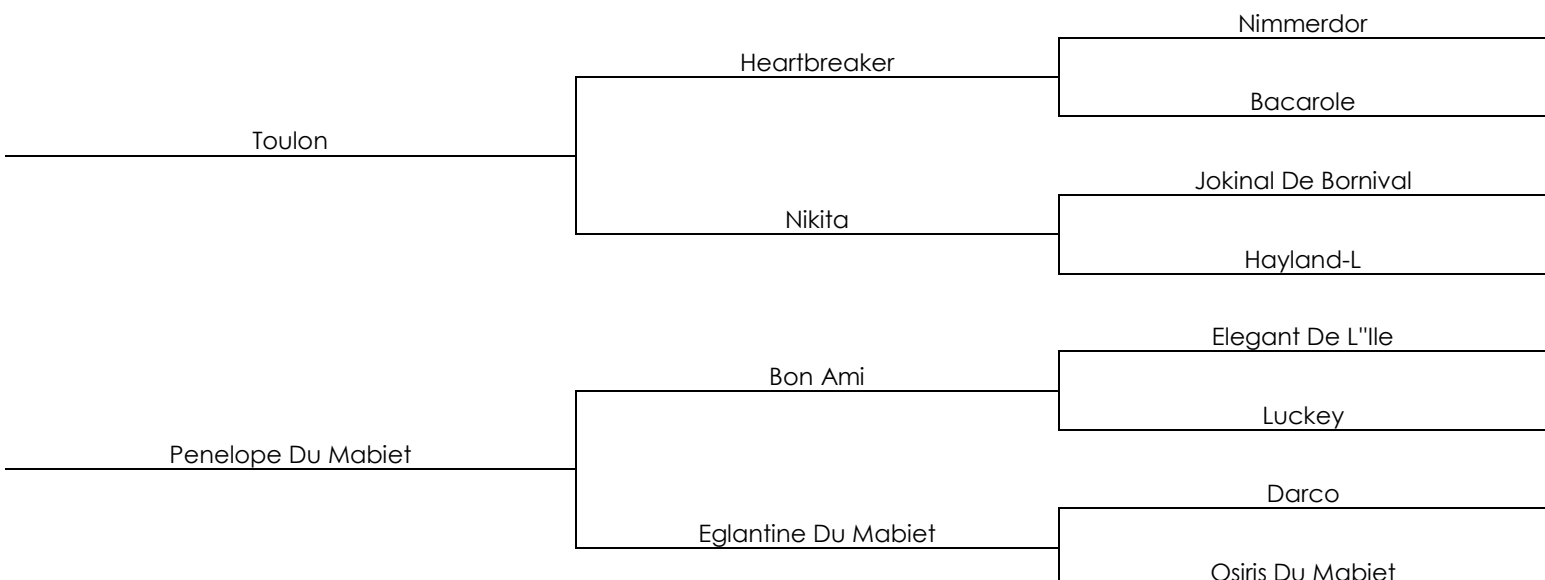 Nimmerdor
Heartbreaker
Bacarole
Toulon
Jokinal De Bornival
Nikita
Hayland-L
Elegant De L"Ile
Bon Ami
Luckey
Penelope Du Mabiet
Darco
Eglantine Du Mabiet
Osiris Du Mabiet